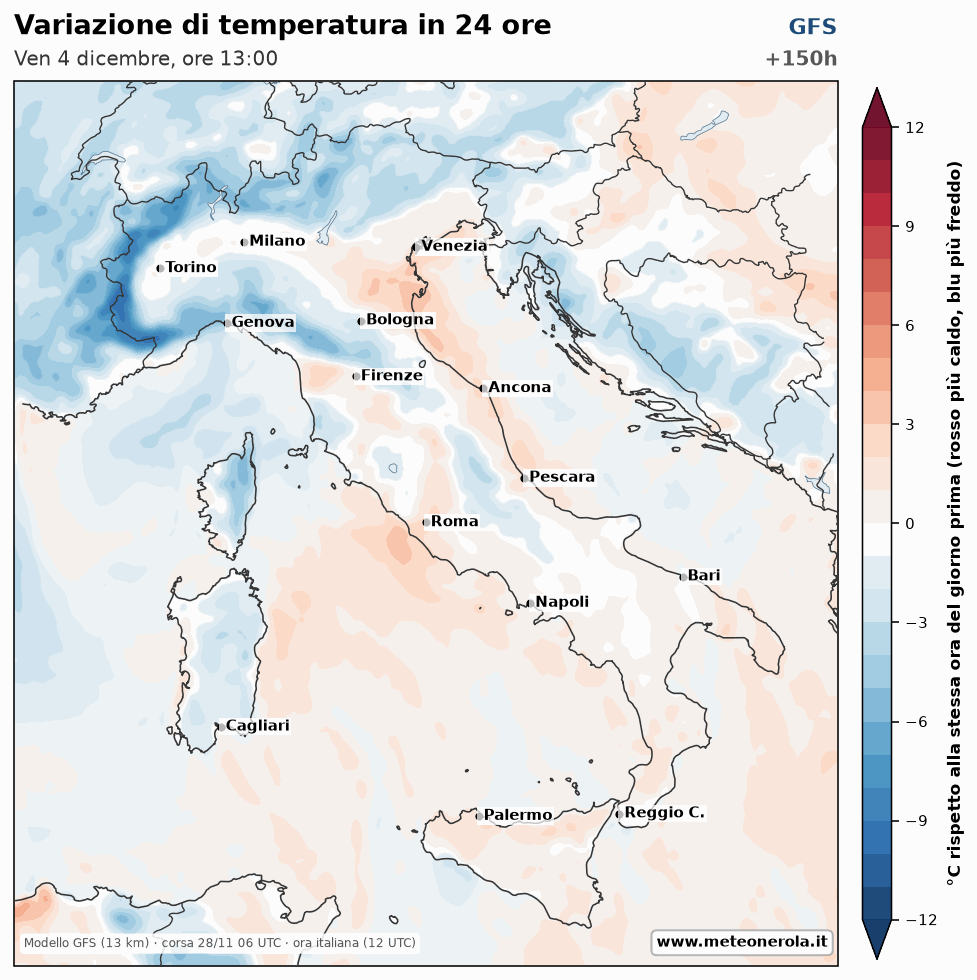 Variazione di temperatura in 24 ore
GFS
Ven 4 dicembre, ore 13:00
+150h
Milano
Venezia
Torino
Genova
Bologna
Firenze
Ancona
Pescara
Roma
Bari
Napoli
Cagliari
Palermo
Reggio C.
12
9
6
3
0
−3
−6
−9
−12
°C rispetto alla stessa ora del giorno prima (rosso più caldo, blu più freddo)
Modello GFS (13 km) · corsa 28/11 06 UTC · ora italiana (12 UTC)
www.meteonerola.it